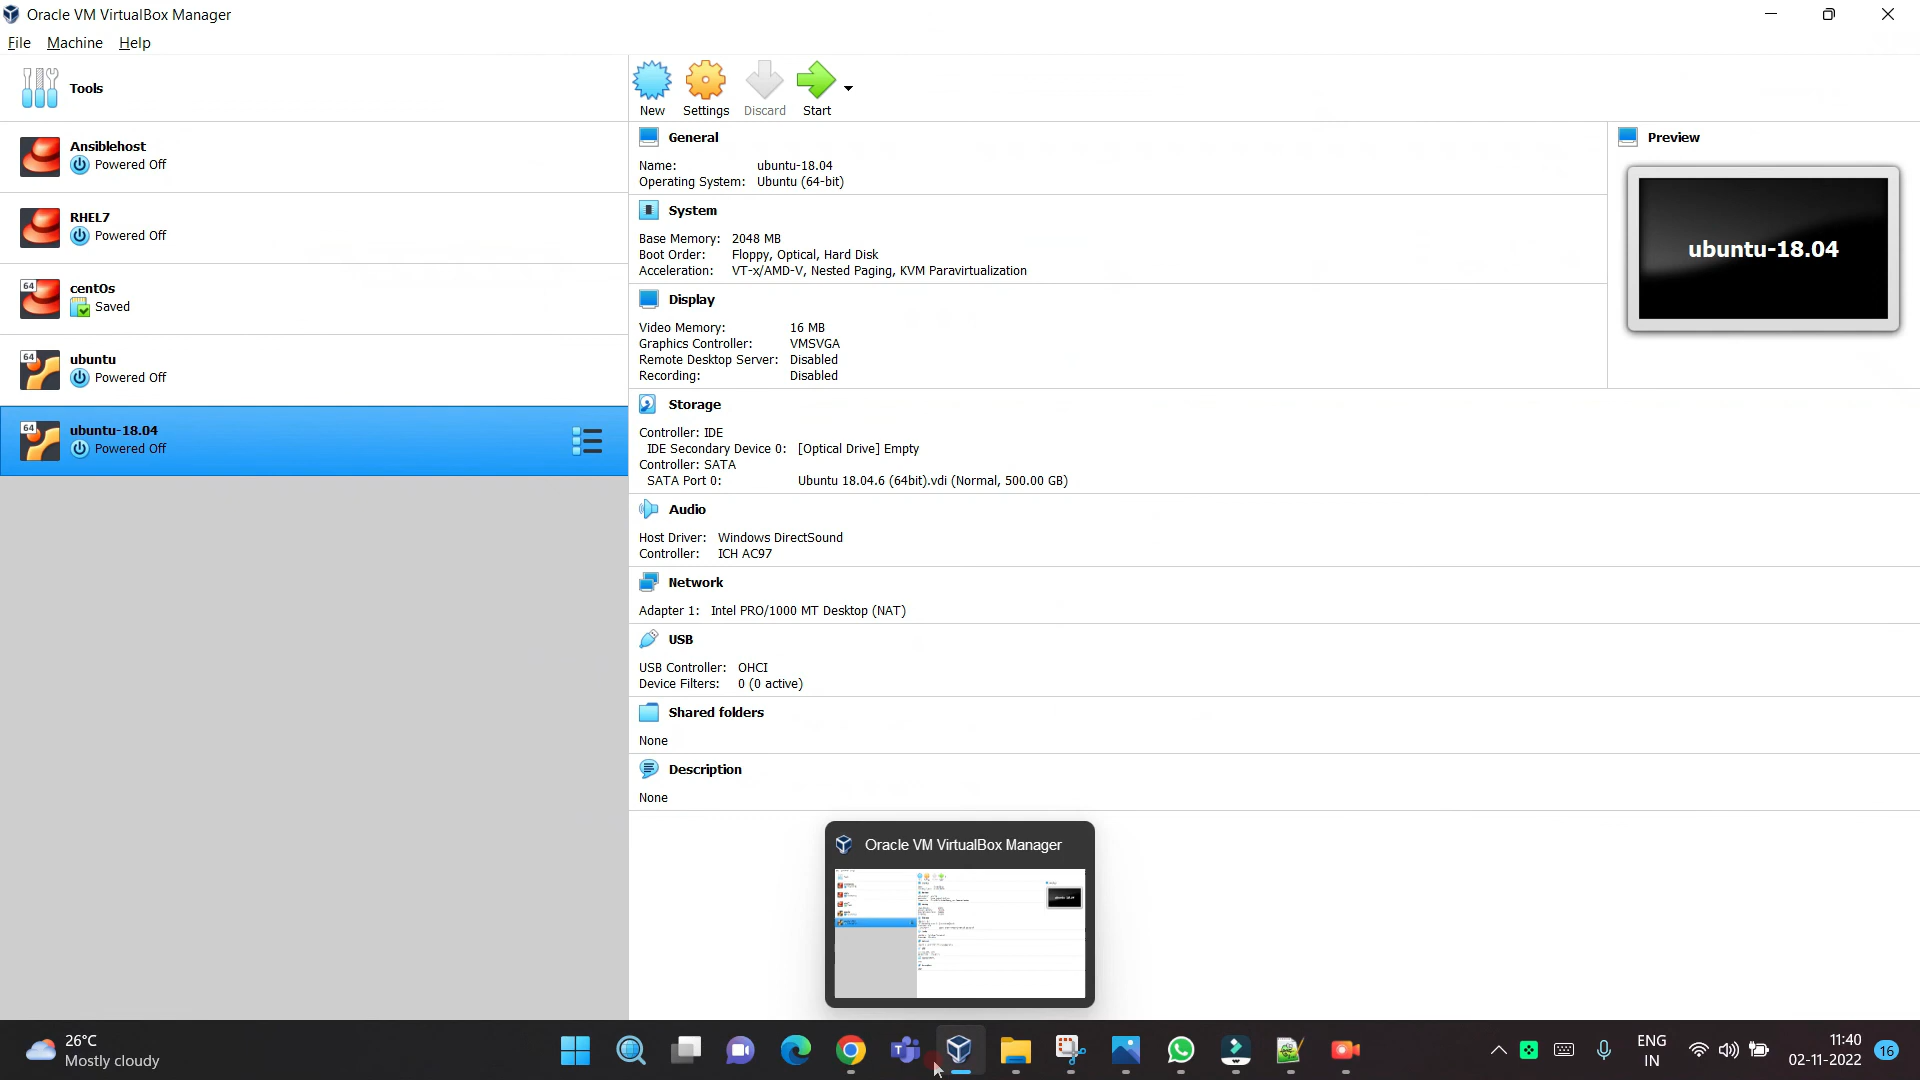 Oracle VM VirtualBox Manager
File Machine Help
Tools
Ansiblehost
Powered Off
RHEL7
Powered Off
64
centOs
Saved
64
ubuntu
Powered Off
64
ubuntu-18.04
Powered Off
New Settings Discard Start
General
Name: ubuntu-18.04
Operating System: Ubuntu (64-bit)
System
Base Memory: 2048 MB
Boot Order: Floppy, Optical, Hard Disk
Acceleration: VT-x/AMD-V, Nested Paging, KVM Paravirtualization
Display
Video Memory: 16 MB
Graphics Controller: VMSVGA
Remote Desktop Server: Disabled
Recording: Disabled
Storage
Controller: IDE
IDE Secondary Device 0: [Optical Drive] Empty
Controller: SATA
SATA Port 0: Ubuntu 18.04.6 (64bit).vdi (Normal, 500.00 GB)
Audio
Host Driver: Windows DirectSound
Controller: ICH AC97
Network
Adapter 1: Intel PRO/1000 MT Desktop (NAT)
USB
USB Controller: OHCI
Device Filters: 0 (0 active)
Shared folders
None
Description
None
Preview
ubuntu-18.04
Oracle VM VirtualBox Manager
26°C
Mostly cloudy
ENG
IN
11:40
02-11-2022
16